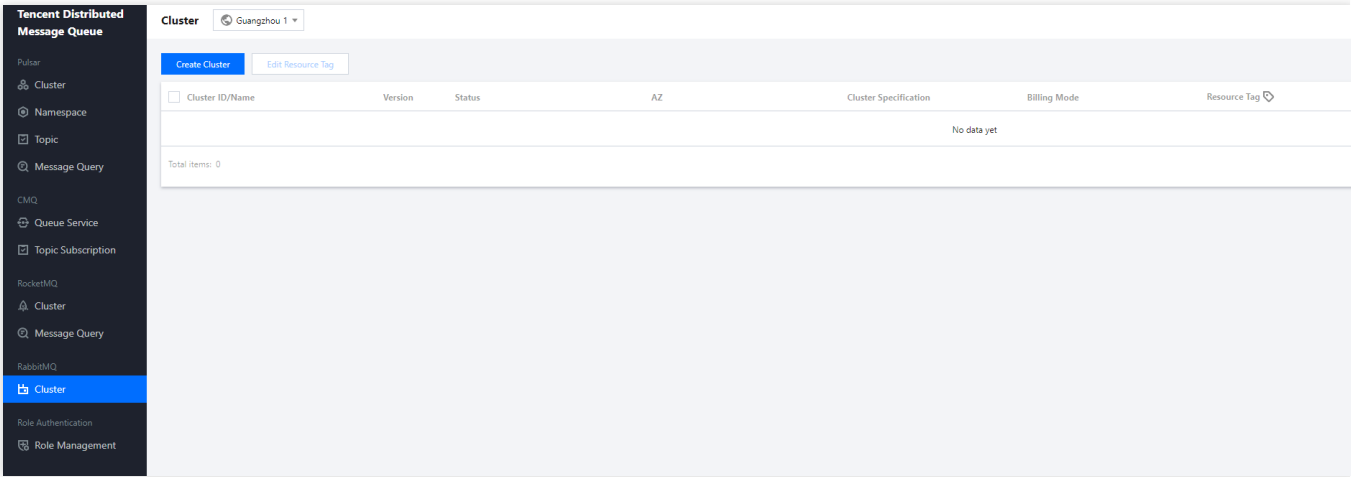 Tencent Distributed
Message Queue
Pulsar
Cluster
Namespace
Topic
Message Query
CMQ
Queue Service
Topic Subscription
RocketMQ
Cluster
Message Query
RabbitMQ
Cluster
Role Authentication
Role Management
Cluster Guangzhou 1
Create Cluster Edit Resource Tag
Cluster ID/Name Version Status AZ Cluster Specification Billing Mode Resource Tag
No data yet
Total items: 0